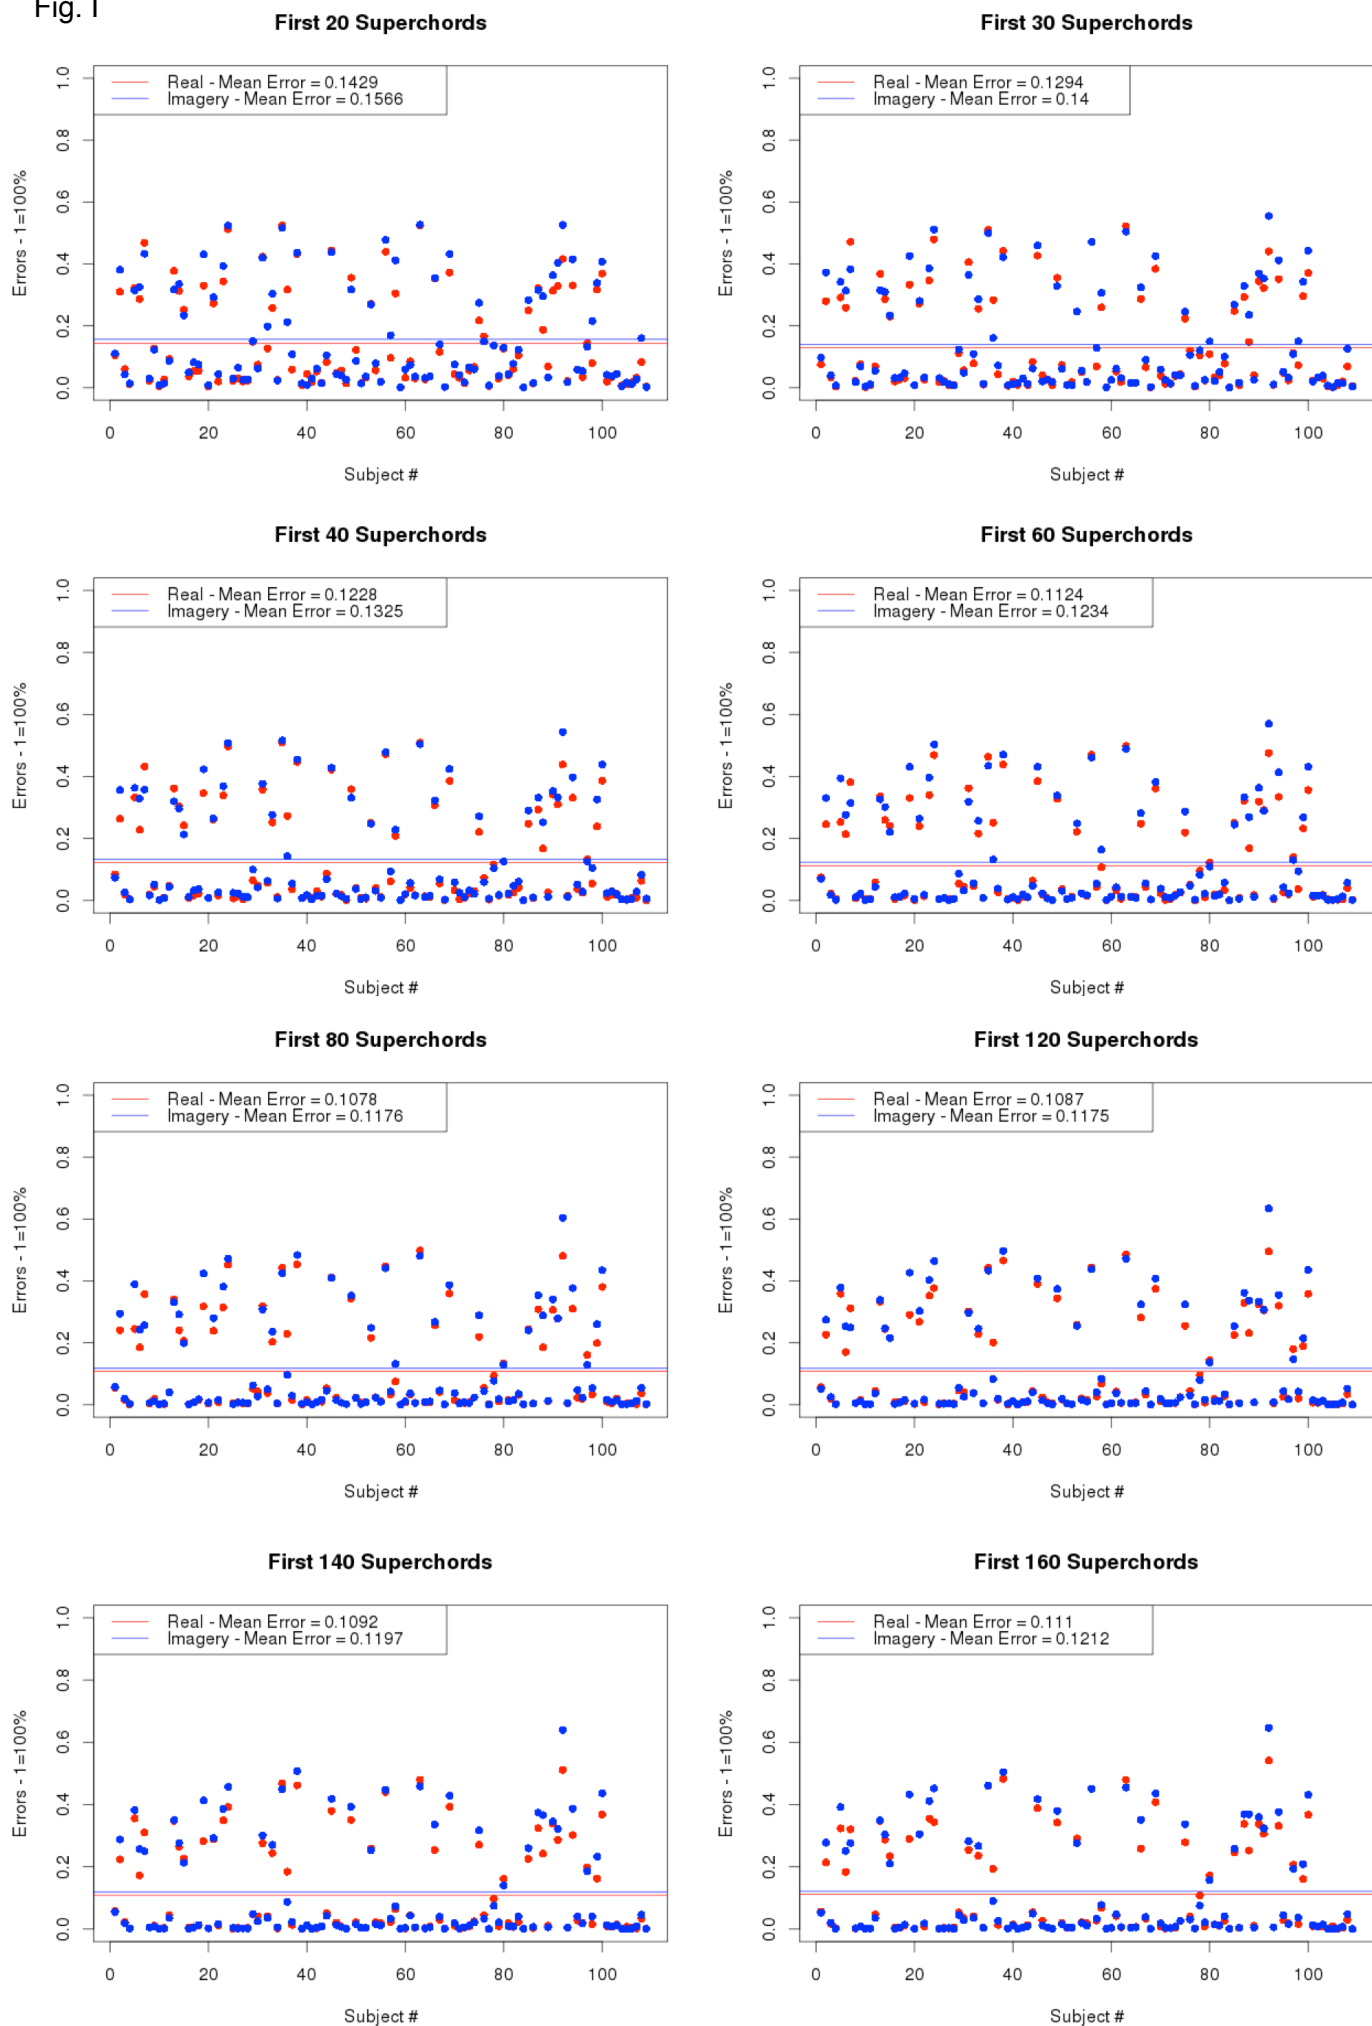 Fig. 1
First 20 Superchords
Real - Mean Error = 0.1429
Imagery - Mean Error = 0.1566
Errors - 1=100%
0.0 0.2 0.4 0.6 0.8 1.0
0 20 40 60 80 100
Subject #
First 30 Superchords
Real - Mean Error = 0.1294
Imagery - Mean Error = 0.14
Errors - 1=100%
0.0 0.2 0.4 0.6 0.8 1.0
0 20 40 60 80 100
Subject #
First 40 Superchords
Real - Mean Error = 0.1228
Imagery - Mean Error = 0.1325
Errors - 1=100%
0.0 0.2 0.4 0.6 0.8 1.0
0 20 40 60 80 100
Subject #
First 60 Superchords
Real - Mean Error = 0.1124
Imagery - Mean Error = 0.1234
Errors - 1=100%
0.0 0.2 0.4 0.6 0.8 1.0
0 20 40 60 80 100
Subject #
First 80 Superchords
Real - Mean Error = 0.1078
Imagery - Mean Error = 0.1176
Errors - 1=100%
0.0 0.2 0.4 0.6 0.8 1.0
0 20 40 60 80 100
Subject #
First 120 Superchords
Real - Mean Error = 0.1087
Imagery - Mean Error = 0.1175
Errors - 1=100%
0.0 0.2 0.4 0.6 0.8 1.0
0 20 40 60 80 100
Subject #
First 140 Superchords
Real - Mean Error = 0.1092
Imagery - Mean Error = 0.1197
Errors - 1=100%
0.0 0.2 0.4 0.6 0.8 1.0
0 20 40 60 80 100
Subject #
First 160 Superchords
Real - Mean Error = 0.111
Imagery - Mean Error = 0.1212
Errors - 1=100%
0.0 0.2 0.4 0.6 0.8 1.0
0 20 40 60 80 100
Subject #